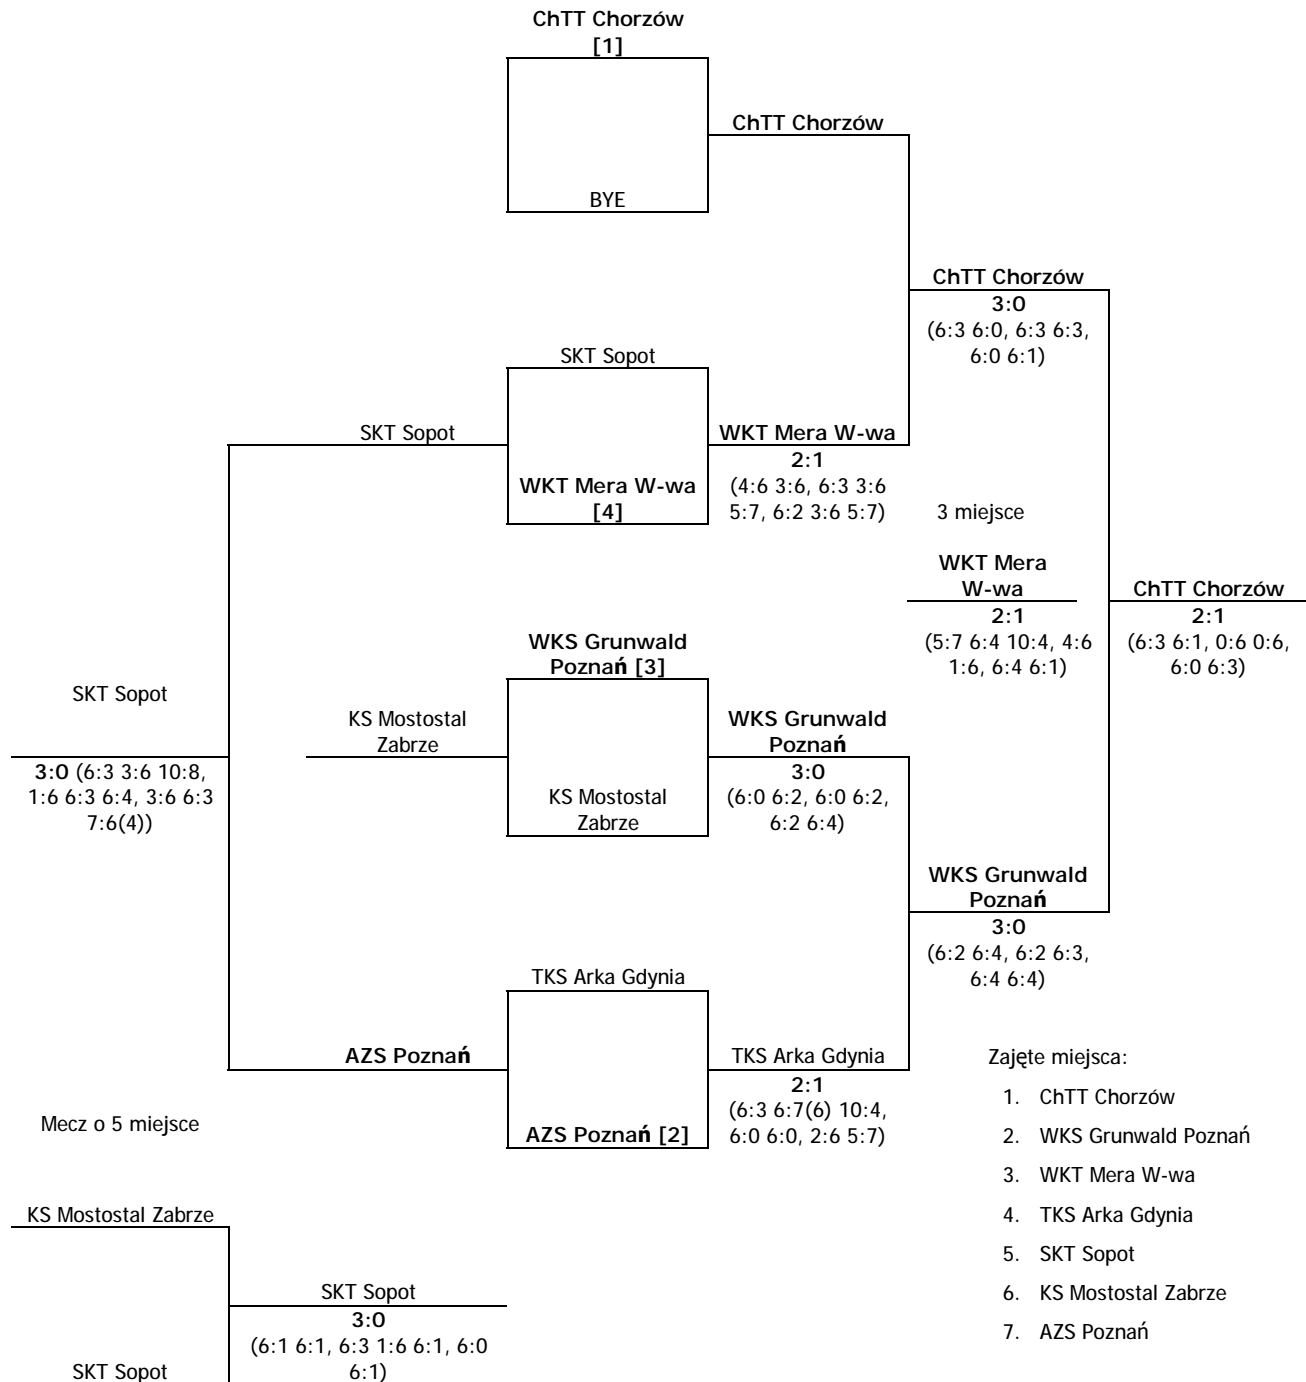 ChTT Chorzów
[1]
ChTT Chorzów
BYE
ChTT Chorzów
3:0
(6:3 6:0, 6:3 6:3,
6:0 6:1)
SKT Sopot
SKT Sopot
WKT Mera W-wa
2:1
(4:6 3:6, 6:3 3:6
5:7, 6:2 3:6 5:7)
WKT Mera W-wa
[4]
3 miejsce
WKT Mera
W-wa
2:1
(5:7 6:4 10:4, 4:6
1:6, 6:4 6:1)
ChTT Chorzów
2:1
(6:3 6:1, 0:6 0:6,
6:0 6:3)
WKS Grunwald
Poznań [3]
SKT Sopot
3:0 (6:3 3:6 10:8,
1:6 6:3 6:4, 3:6 6:3
7:6(4))
KS Mostostal
Zabrze
WKS Grunwald
Poznań
3:0
(6:0 6:2, 6:0 6:2,
6:2 6:4)
KS Mostostal
Zabrze
WKS Grunwald
Poznań
3:0
(6:2 6:4, 6:2 6:3,
6:4 6:4)
TKS Arka Gdynia
AZS Poznań
TKS Arka Gdynia
2:1
(6:3 6:7(6) 10:4,
6:0 6:0, 2:6 5:7)
AZS Poznań [2]
Mecz o 5 miejsce
KS Mostostal Zabrze
SKT Sopot
3:0
(6:1 6:1, 6:3 1:6 6:1, 6:0
6:1)
SKT Sopot
Zajęte miejsca:
1. ChTT Chorzów
2. WKS Grunwald Poznań
3. WKT Mera W-wa
4. TKS Arka Gdynia
5. SKT Sopot
6. KS Mostostal Zabrze
7. AZS Poznań